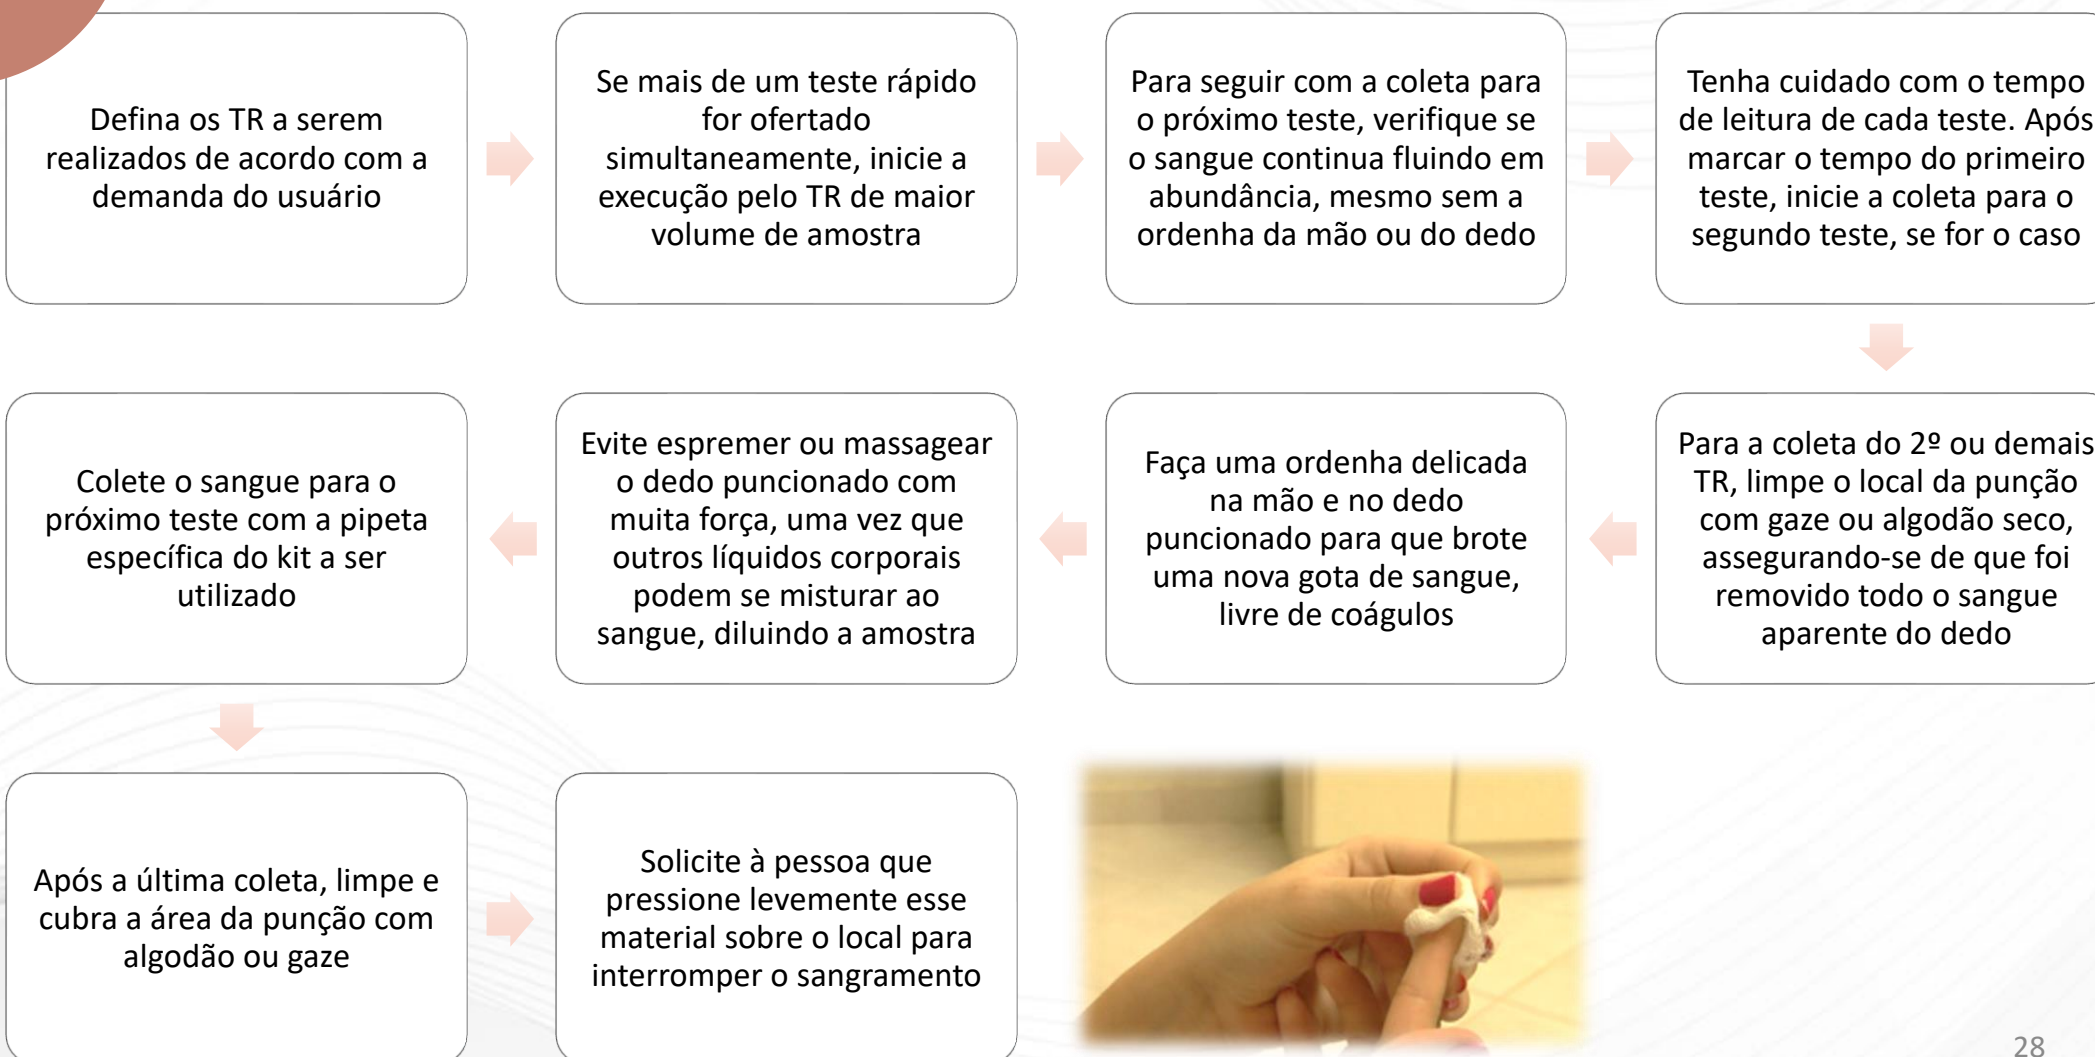 Defina os TR a serem
realizados de acordo com a
demanda do usuário
Se mais de um teste rápido
for ofertado
simultaneamente, inicie a
execução pelo TR de maior
volume de amostra
Para seguir com a coleta para
o próximo teste, verifique se
o sangue continua fluindo em
abundância, mesmo sem a
ordenha da mão ou do dedo
Tenha cuidado com o tempo
de leitura de cada teste. Após
marcar o tempo do primeiro
teste, inicie a coleta para o
segundo teste, se for o caso
Para a coleta do 2º ou demais
TR, limpe o local da punção
com gaze ou algodão seco,
assegurando-se de que foi
removido todo o sangue
aparente do dedo
Faça uma ordenha delicada
na mão e no dedo
puncionado para que brote
uma nova gota de sangue,
livre de coágulos
Evite espremer ou massagear
o dedo puncionado com
muita força, uma vez que
outros líquidos corporais
podem se misturar ao
sangue, diluindo a amostra
Colete o sangue para o
próximo teste com a pipeta
específica do kit a ser
utilizado
Após a última coleta, limpe e
cubra a área da punção com
algodão ou gaze
Solicite à pessoa que
pressione levemente esse
material sobre o local para
interromper o sangramento
28